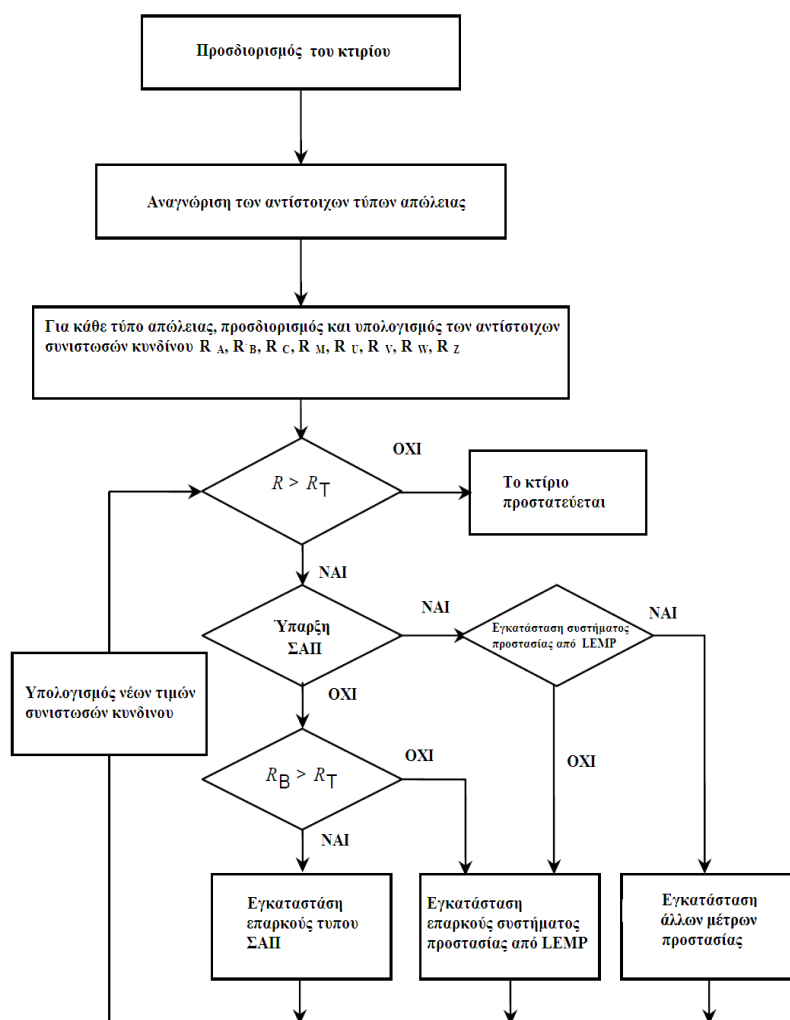 Προσδιορισμός του κτιρίου
Αναγνώριση των αντίστοιχων τύπων απώλειας
Για κάθε τύπο απώλειας, προσδιορισμός και υπολογισμός των αντίστοιχων
συνιστωσών κυνδίνου R A, R B, R C, R M, R U, R V, R W, R Z
ΟΧΙ
R > RT
Το κτίριο
προστατεύεται
ΝΑΙ
Ύπαρξη
ΣΑΠ
ΝΑΙ
Εγκατάσταση συστήματος
προστασίας από LEMP
ΝΑΙ
Υπολογισμός νέων τιμών
συνιστωσών κυνδινου
ΟΧΙ
RB > RT
ΟΧΙ
ΟΧΙ
ΝΑΙ
Εγκαταστάση
επαρκούς τυπου
ΣΑΠ
Εγκατάσταση
επαρκούς συστήματος
προστασίας από LEMP
Εγκατάσταση
άλλων μέτρων
προστασίας